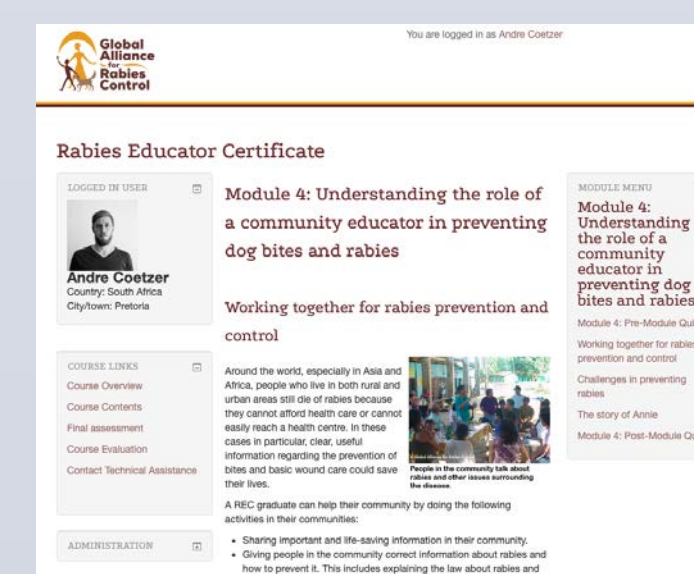 Global
Alliance
for
Rabies
Control
You are logged in as Andre Coetzer
Rabies Educator Certificate
LOGGED IN USER
Andre Coetzer
Country: South Africa
City/town: Pretoria
COURSE LINKS
Course Overview
Course Contents
Final assessment
Course Evaluation
Contact Technical Assistance
ADMINISTRATION
Module 4: Understanding the role of
a community educator in preventing
dog bites and rabies
Working together for rabies prevention and
control
Around the world, especially in Asia and
Africa, people who live in both rural and
urban areas still die of rabies because
they cannot afford health care or cannot
easily reach a health centre. In these
cases in particular, clear, useful
information regarding the prevention of
bites and basic wound care could save
their lives.
People in the community talk about
rabies and other issues surrounding
the disease.
A REC graduate can help their community by doing the following
activities in their communities:
• Sharing important and life-saving information in their community.
• Giving people in the community correct information about rabies and
how to prevent it. This includes explaining the law about rabies and
MODULE MENU
Module 4:
Understanding
the role of a
community
educator in
preventing dog
bites and rabies
Module 4: Pre-Module Qui
Working together for rabies
prevention and control
Challenges in preventing
rabies
The story of Annie
Module 4: Post-Module Qu